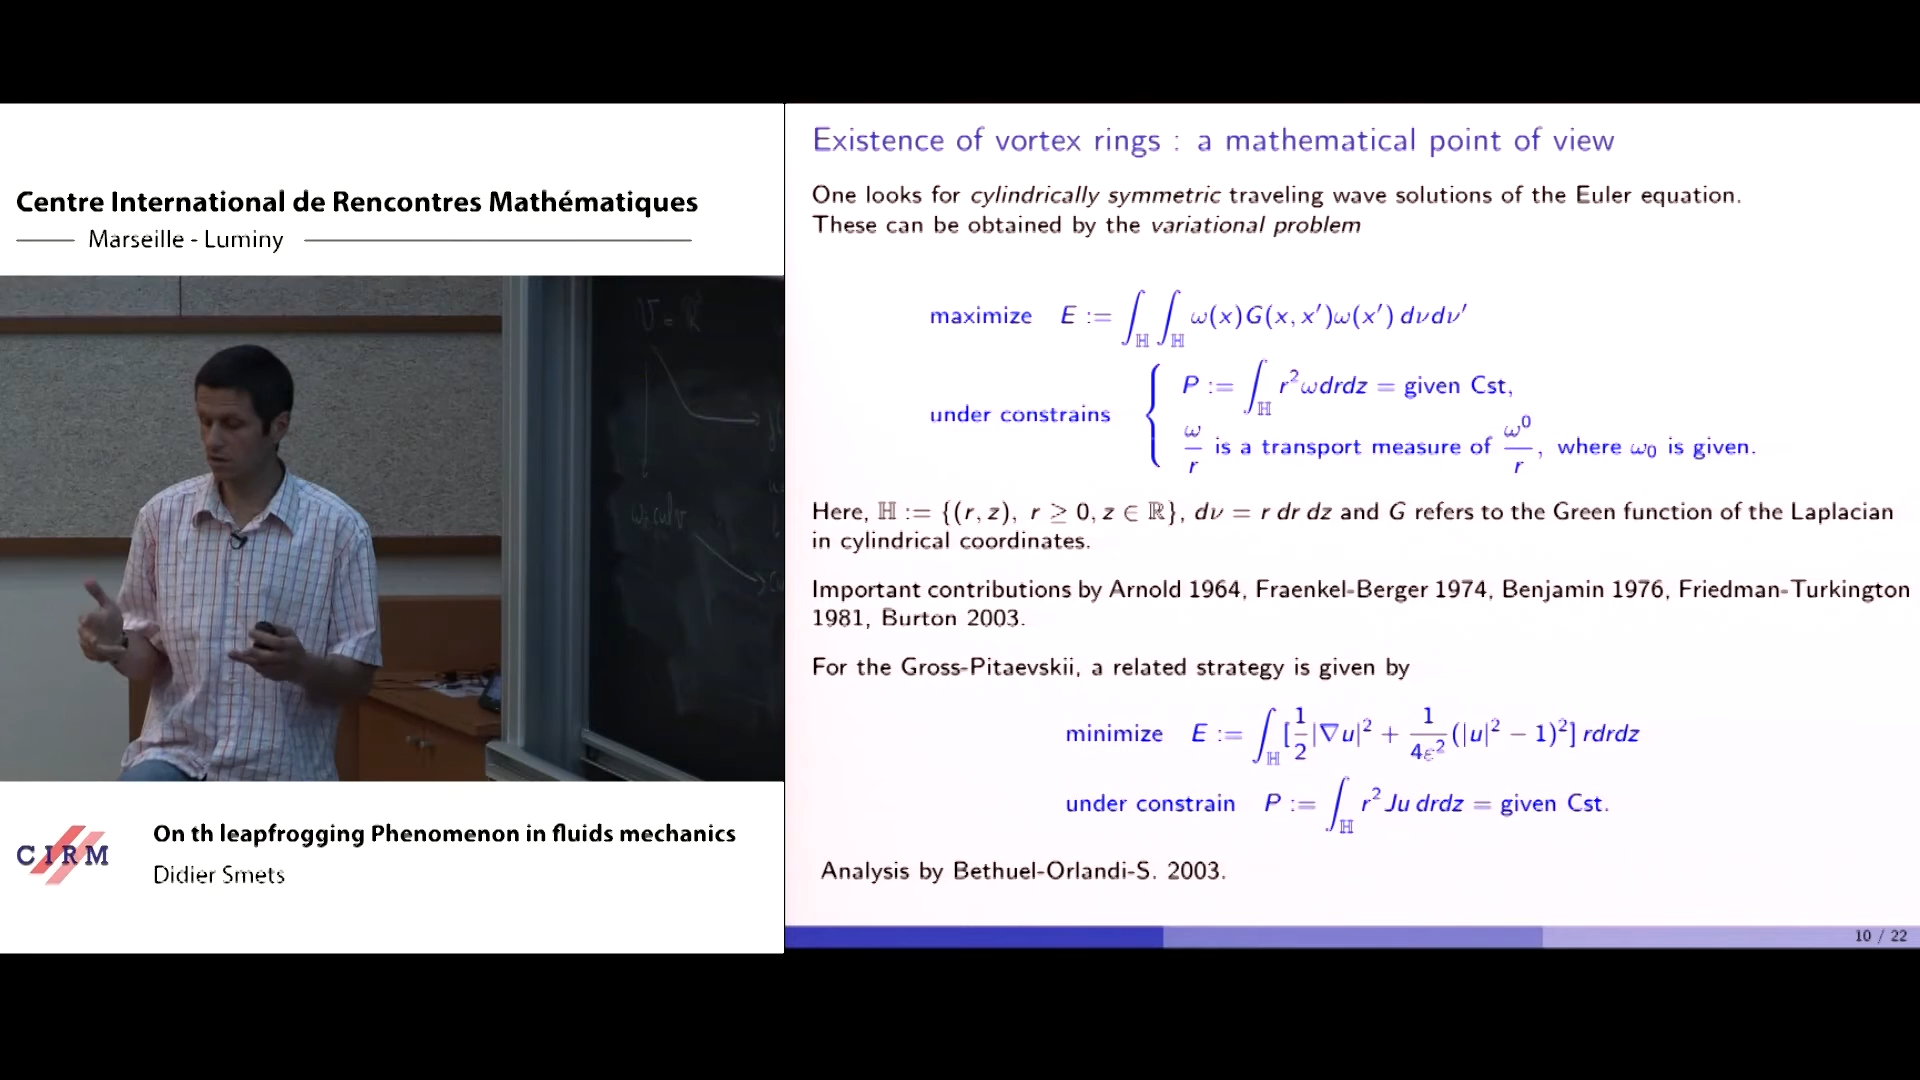 Centre International de Rencontres Mathématiques
Marseille - Luminy
V = ℝ
ω = curl v
C I R M
On th leapfrogging Phenomenon in fluids mechanics
Didier Smets
Existence of vortex rings : a mathematical point of view
One looks for cylindrically symmetric traveling wave solutions of the Euler equation.
These can be obtained by the variational problem
maximize E := ∫_ℍ ∫_ℍ ω(x)G(x, x′)ω(x′) dνdν′
under constrains { P := ∫_ℍ r²ωdrdz = given Cst,
ω/r is a transport measure of ω⁰/r, where ω₀ is given.
Here, ℍ := {(r, z), r ≥ 0, z ∈ ℝ}, dν = r dr dz and G refers to the Green function of the Laplacian
in cylindrical coordinates.
Important contributions by Arnold 1964, Fraenkel-Berger 1974, Benjamin 1976, Friedman-Turkington
1981, Burton 2003.
For the Gross-Pitaevskii, a related strategy is given by
minimize E := ∫_ℍ [½|∇u|² + 1/4ε² (|u|² − 1)²] rdrdz
under constrain P := ∫_ℍ r² Ju drdz = given Cst.
Analysis by Bethuel-Orlandi-S. 2003.
10 / 22